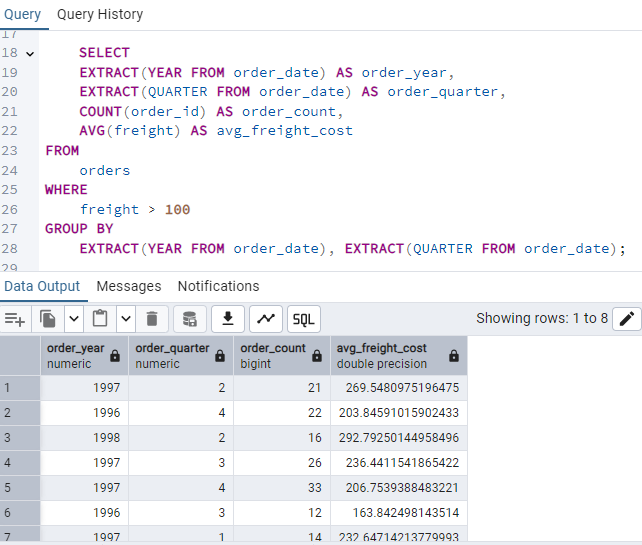 Query Query History
17
18 SELECT
19 EXTRACT(YEAR FROM order_date) AS order_year,
20 EXTRACT(QUARTER FROM order_date) AS order_quarter,
21 COUNT(order_id) AS order_count,
22 AVG(freight) AS avg_freight_cost
23 FROM
24 orders
25 WHERE
26 freight > 100
27 GROUP BY
28 EXTRACT(YEAR FROM order_date), EXTRACT(QUARTER FROM order_date);
29
Data Output Messages Notifications
SQL Showing rows: 1 to 8
order_year order_quarter order_count avg_freight_cost
numeric numeric bigint double precision
1 1997 2 21 269.5480975196475
2 1996 4 22 203.84591015902433
3 1998 2 16 292.79250144958496
4 1997 3 26 236.4411541865422
5 1997 4 33 206.7539388483221
6 1996 3 12 163.842498143514
7 1997 1 14 232.64714213779993